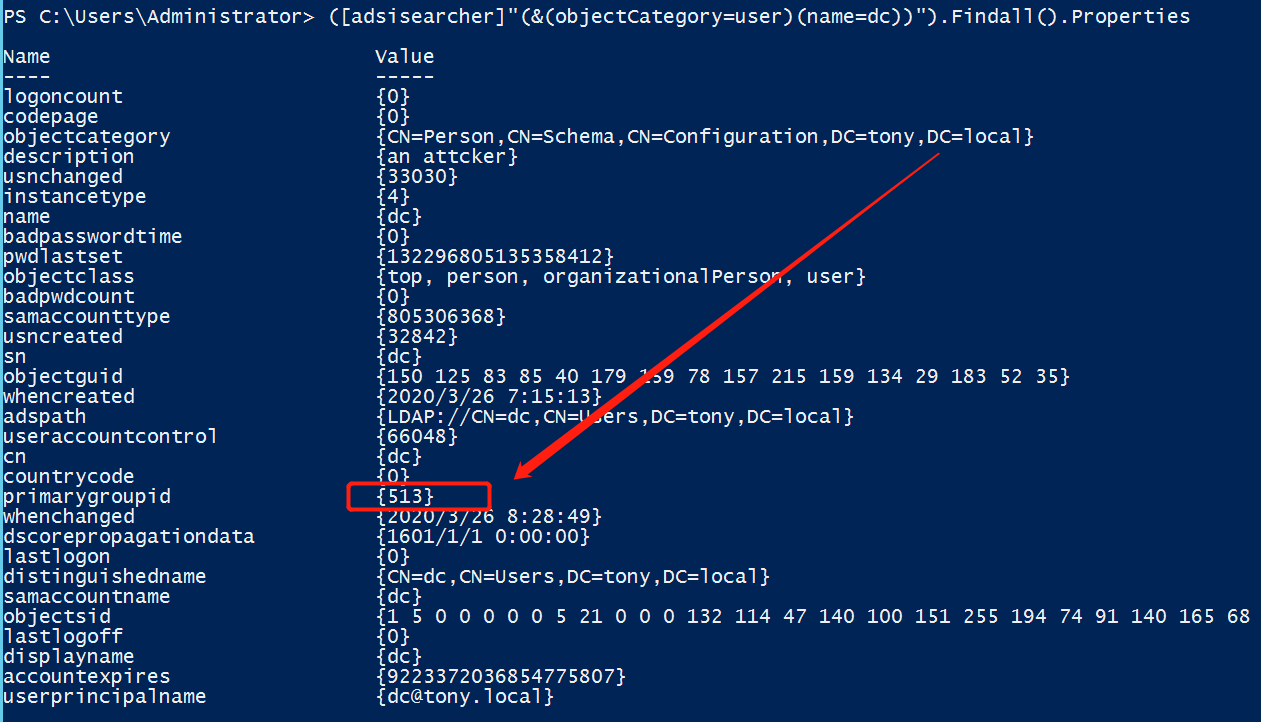 PS C:\Users\Administrator> ([adsisearcher]"(&(objectCategory=user)(name=dc))").Findall().Properties
Name Value
---- -----
logoncount {0}
codepage {0}
objectcategory {CN=Person,CN=Schema,CN=Configuration,DC=tony,DC=local}
description {an attcker}
usnchanged {33030}
instancetype {4}
name {dc}
badpasswordtime {0}
pwdlastset {132296805135358412}
objectclass {top, person, organizationalPerson, user}
badpwdcount {0}
samaccounttype {805306368}
usncreated {32842}
sn {dc}
objectguid {150 125 83 85 40 179 159 78 157 215 159 134 29 183 52 35}
whencreated {2020/3/26 7:15:13}
adspath {LDAP://CN=dc,CN=Users,DC=tony,DC=local}
useraccountcontrol {66048}
cn {dc}
countrycode {0}
primarygroupid {513}
whenchanged {2020/3/26 8:28:49}
dscorepropagationdata {1601/1/1 0:00:00}
lastlogon {0}
distinguishedname {CN=dc,CN=Users,DC=tony,DC=local}
samaccountname {dc}
objectsid {1 5 0 0 0 0 0 5 21 0 0 0 132 114 47 140 100 151 255 194 74 91 140 165 68
lastlogoff {0}
displayname {dc}
accountexpires {9223372036854775807}
userprincipalname {dc@tony.local}